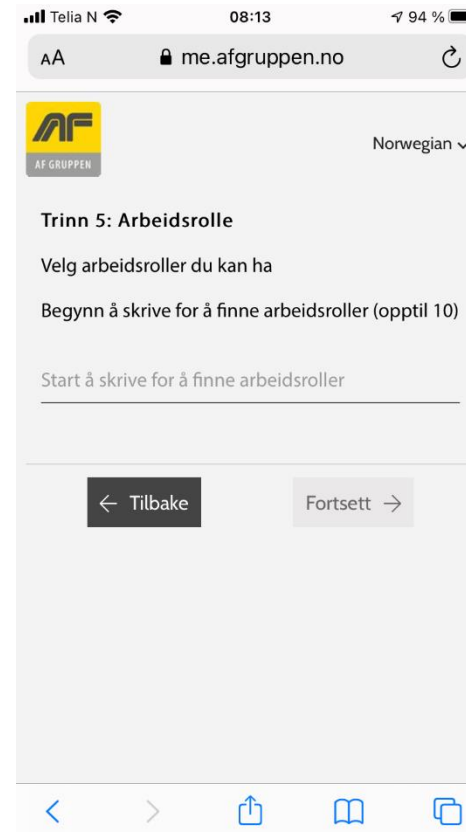 Telia N 08:13 94 %
AA me.afgruppen.no
AF
AF GRUPPEN
Norwegian
Trinn 5: Arbeidsrolle
Velg arbeidsroller du kan ha
Begynn å skrive for å finne arbeidsroller (opptil 10)
Start å skrive for å finne arbeidsroller
← Tilbake Fortsett →